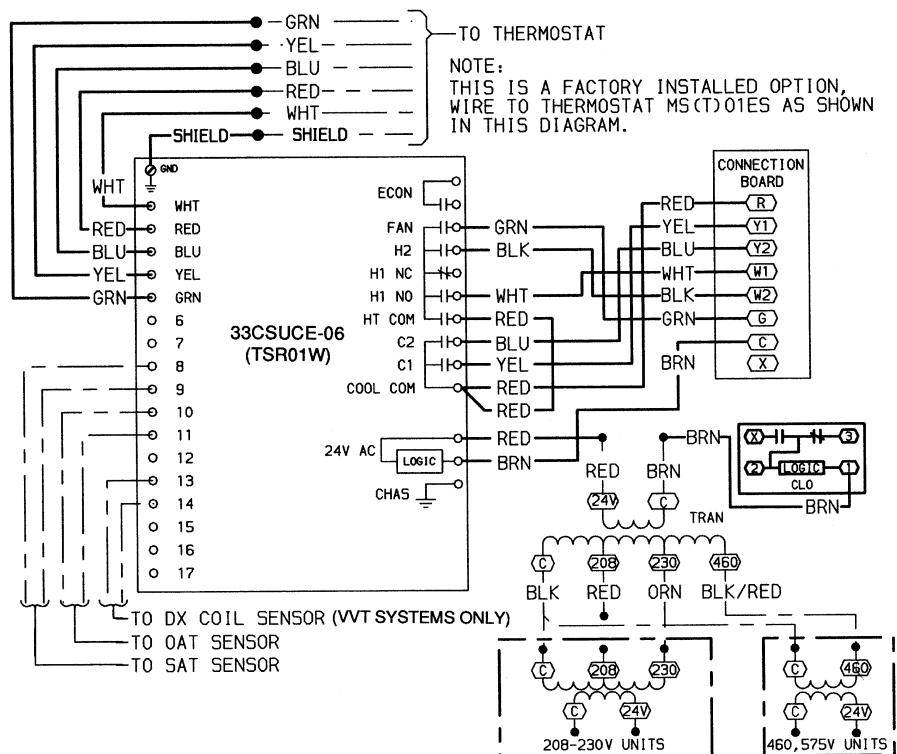 GRN
YEL
BLU
RED
WHT
SHIELD SHIELD
TO THERMOSTAT
NOTE:
THIS IS A FACTORY INSTALLED OPTION,
WIRE TO THERMOSTAT MS(T)01ES AS SHOWN
IN THIS DIAGRAM.
GND
WHT
RED
BLU
YEL
GRN
WHT
RED
BLU
YEL
GRN
6
7
8
9
10
11
12
13
14
15
16
17
33CSUCE-06
(TSR01W)
ECON
FAN
H2
H1 NC
H1 NO
HT COM
C2
C1
COOL COM
24V AC
LOGIC
CHAS
GRN
BLK
WHT
RED
BLU
YEL
RED
RED
RED
BRN
CONNECTION
BOARD
RED R
YEL Y1
BLU Y2
WHT W1
BLK W2
GRN G
C
BRN
X
RED
BRN
BRN
24V
C
TRAN
X
3
2
LOGIC
1
CLO
BRN
C
208
230
460
BLK
RED
ORN
BLK/RED
C
208
230
C
24V
208-230V UNITS
C
460
C
24V
460,575V UNITS
TO DX COIL SENSOR (VVT SYSTEMS ONLY)
TO OAT SENSOR
TO SAT SENSOR